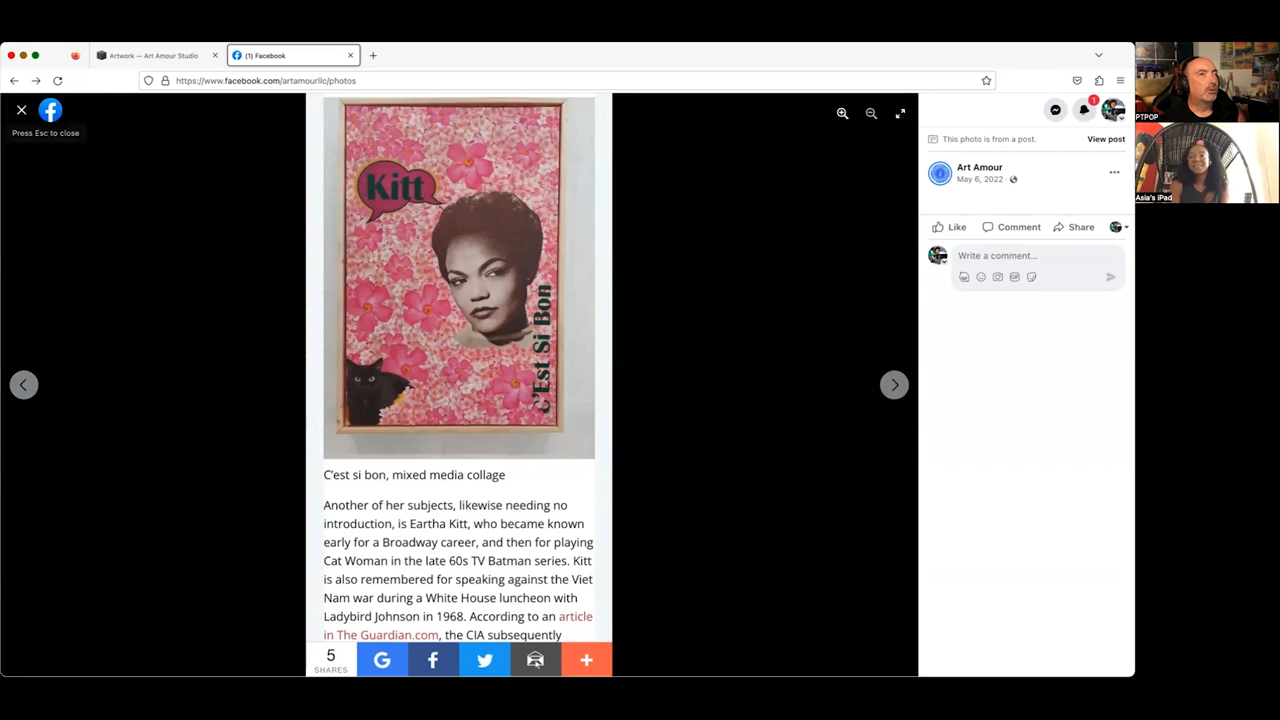 Artwork — Art Amour Studio
(1) Facebook
https://www.facebook.com/artamourllc/photos
Press Esc to close
Kitt
C'Est Si Bon
C'est si bon, mixed media collage
Another of her subjects, likewise needing no
introduction, is Eartha Kitt, who became known
early for a Broadway career, and then for playing
Cat Woman in the late 60s TV Batman series. Kitt
is also remembered for speaking against the Viet
Nam war during a White House luncheon with
Ladybird Johnson in 1968. According to an article
in The Guardian.com, the CIA subsequently
5
SHARES
1
This photo is from a post.
View post
Art Amour
May 6, 2022
Like
Comment
Share
Write a comment...
GIF
PTPOP
Asia's iPad